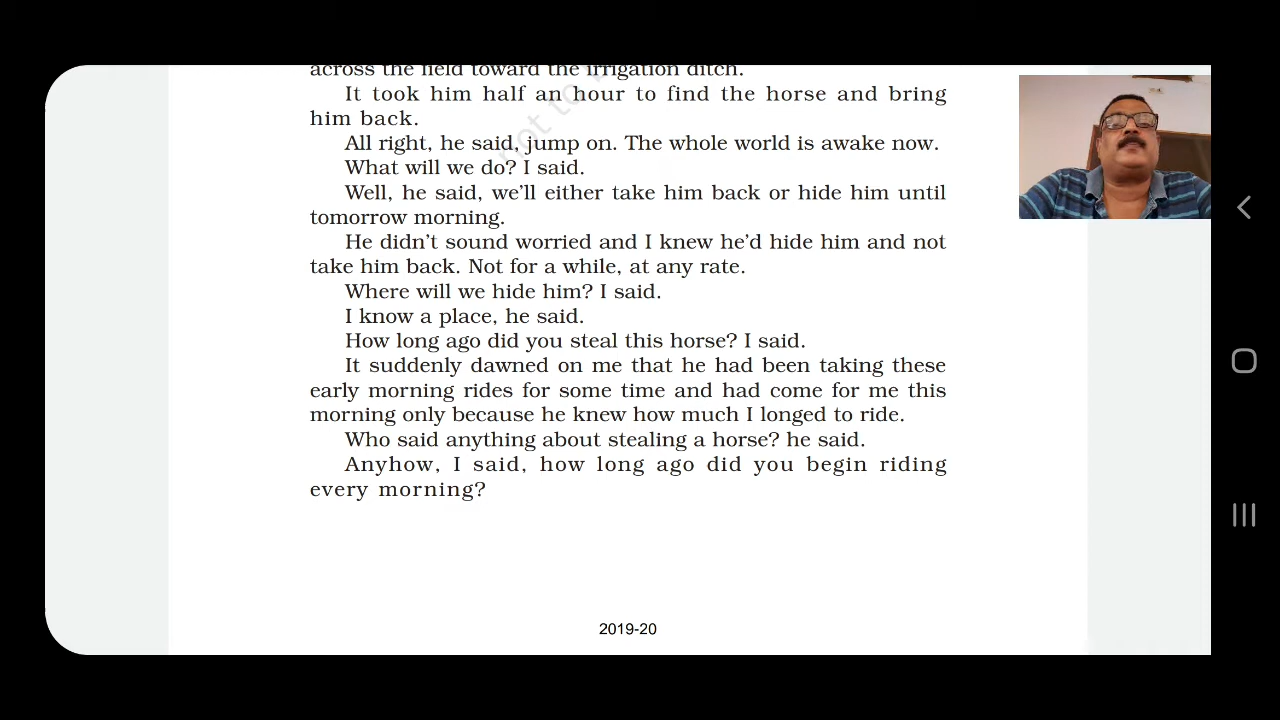 across the field toward the irrigation ditch.
It took him half an hour to find the horse and bring
him back.
All right, he said, jump on. The whole world is awake now.
What will we do? I said.
Well, he said, we'll either take him back or hide him until
tomorrow morning.
He didn't sound worried and I knew he'd hide him and not
take him back. Not for a while, at any rate.
Where will we hide him? I said.
I know a place, he said.
How long ago did you steal this horse? I said.
It suddenly dawned on me that he had been taking these
early morning rides for some time and had come for me this
morning only because he knew how much I longed to ride.
Who said anything about stealing a horse? he said.
Anyhow, I said, how long ago did you begin riding
every morning?
not to
2019-20